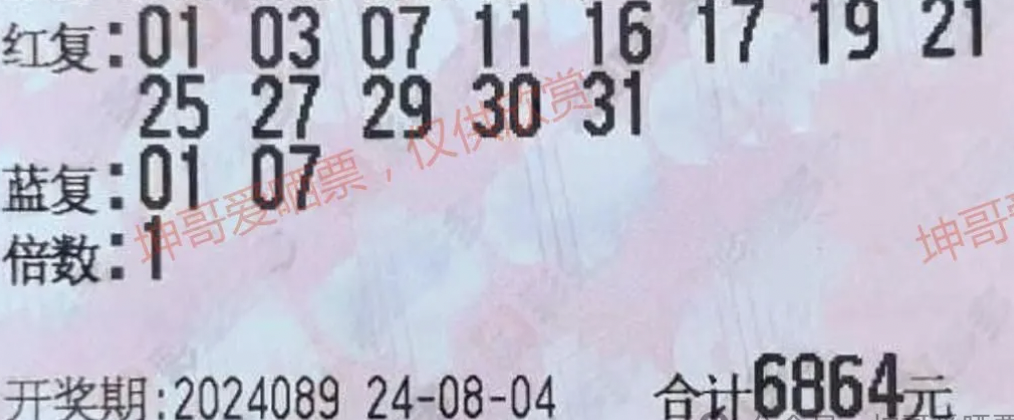 红复:01 03 07 11 16 17 19 21
25 27 29 30 31
蓝复:01 07
倍数:1
坤哥爱晒票，仅供欣赏
坤哥
开奖期:2024089 24-08-04 合计6864元